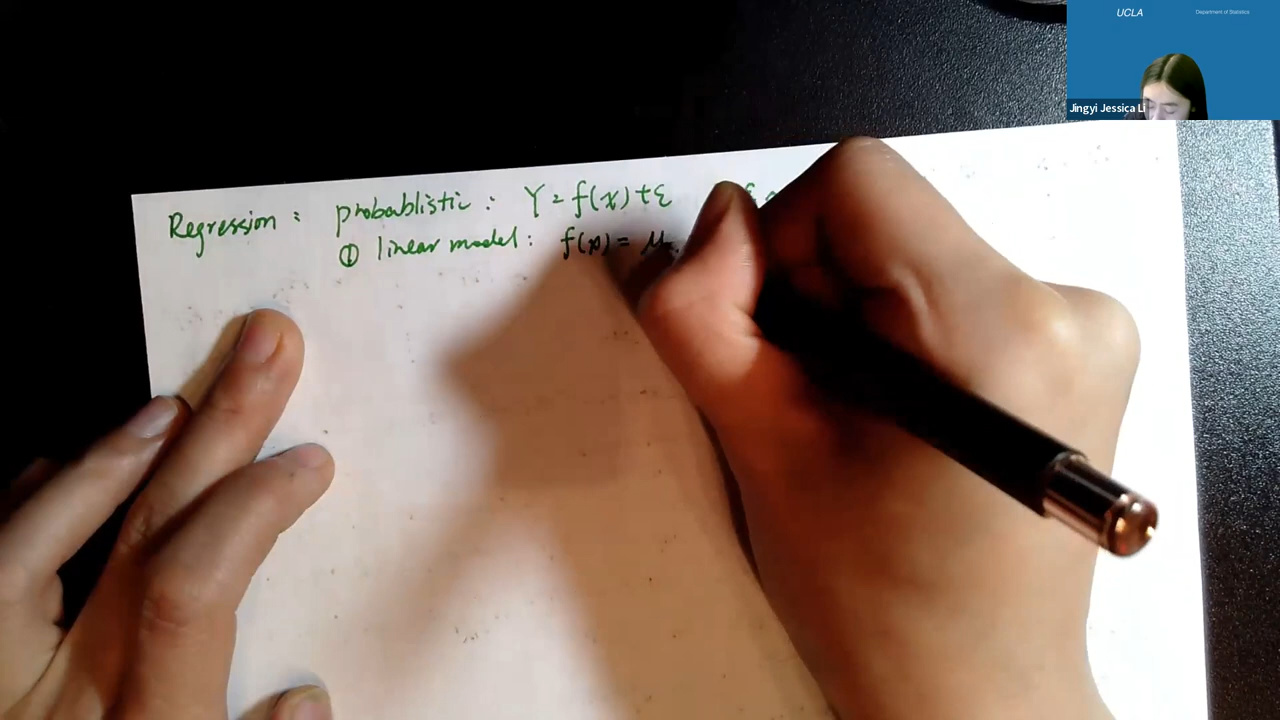 UCLA
Department of Statistics
Jingyi Jessica Li
Regression : probablistic : Y = f(x) + ε
① linear model : f(x) = μ